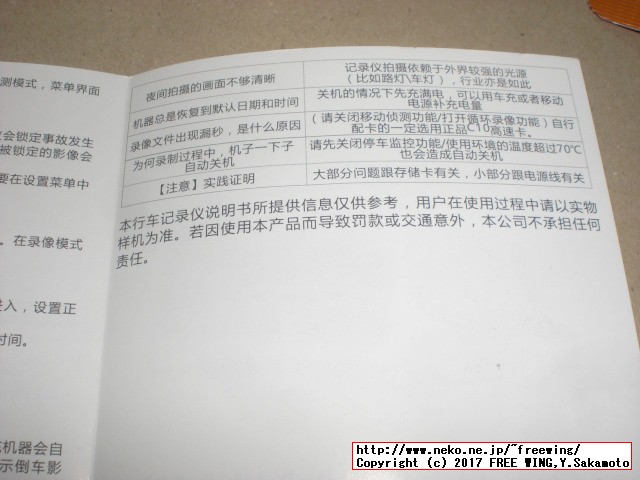 测模式，菜单界面
会锁定事故发生
被锁定的影像会
要在设置菜单中
。在录像模式
进入，设置正
时间。
机器会自
示倒车影
夜间拍摄的画面不够清晰
记录仪拍摄依赖于外界较强的光源
（比如路灯\车灯），行业亦是如此
机器总是恢复到默认日期和时间
关机的情况下先充满电，可以用车充或者移动
电源补充电量
录像文件出现漏秒，是什么原因
（请关闭移动侦测功能/打开循环录像功能）自行
配卡的一定选用正品C10高速卡。
为何录制过程中，机子一下子
自动关机
请先关闭停车监控功能/使用环境的温度超过70℃
也会造成自动关机
【注意】实践证明
大部分问题跟存储卡有关，小部分跟电源线有关
本行车记录仪说明书所提供信息仅供参考，用户在使用过程中请以实物
样机为准。若因使用本产品而导致罚款或交通意外，本公司不承担任何
责任。
http://www.neko.ne.jp/~freewing/
Copyright (c) 2017 FREE WING,Y.Sakamoto